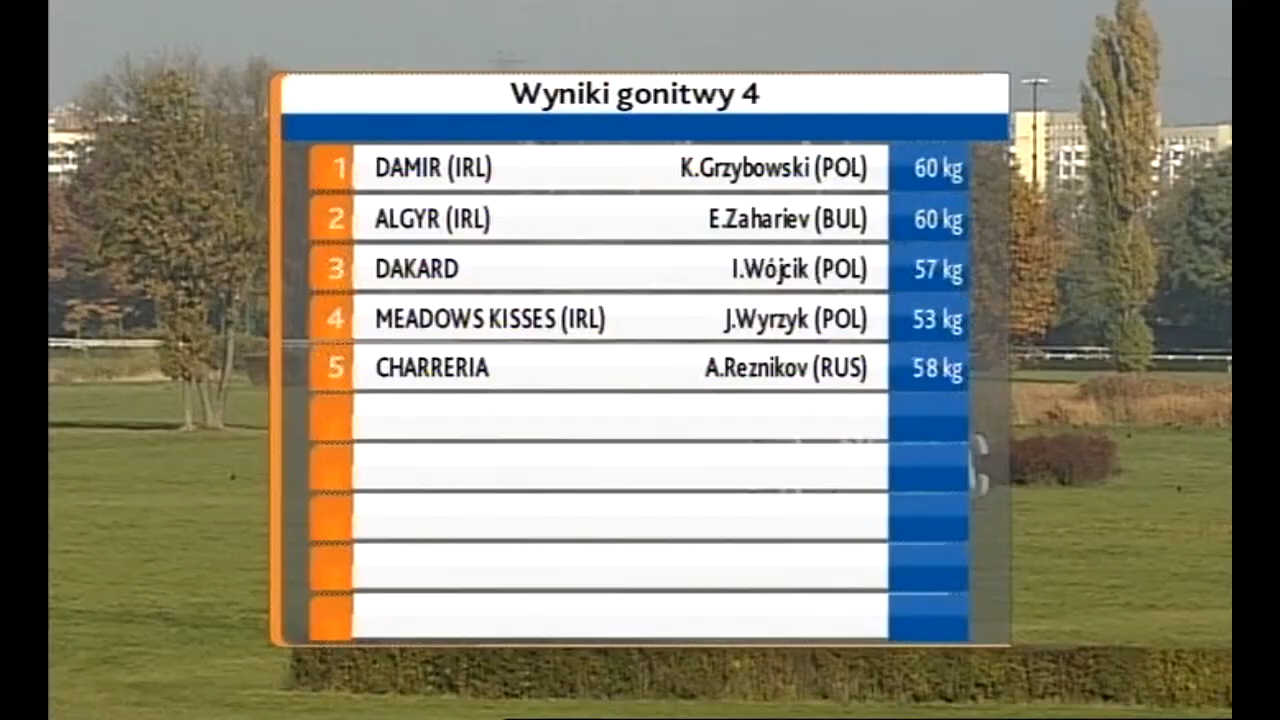 Wyniki gonitwy 4
1 DAMIR (IRL) K.Grzybowski (POL) 60 kg
2 ALGYR (IRL) E.Zahariev (BUL) 60 kg
3 DAKARD I.Wójcik (POL) 57 kg
4 MEADOWS KISSES (IRL) J.Wyrzyk (POL) 53 kg
5 CHARRERIA A.Reznikov (RUS) 58 kg